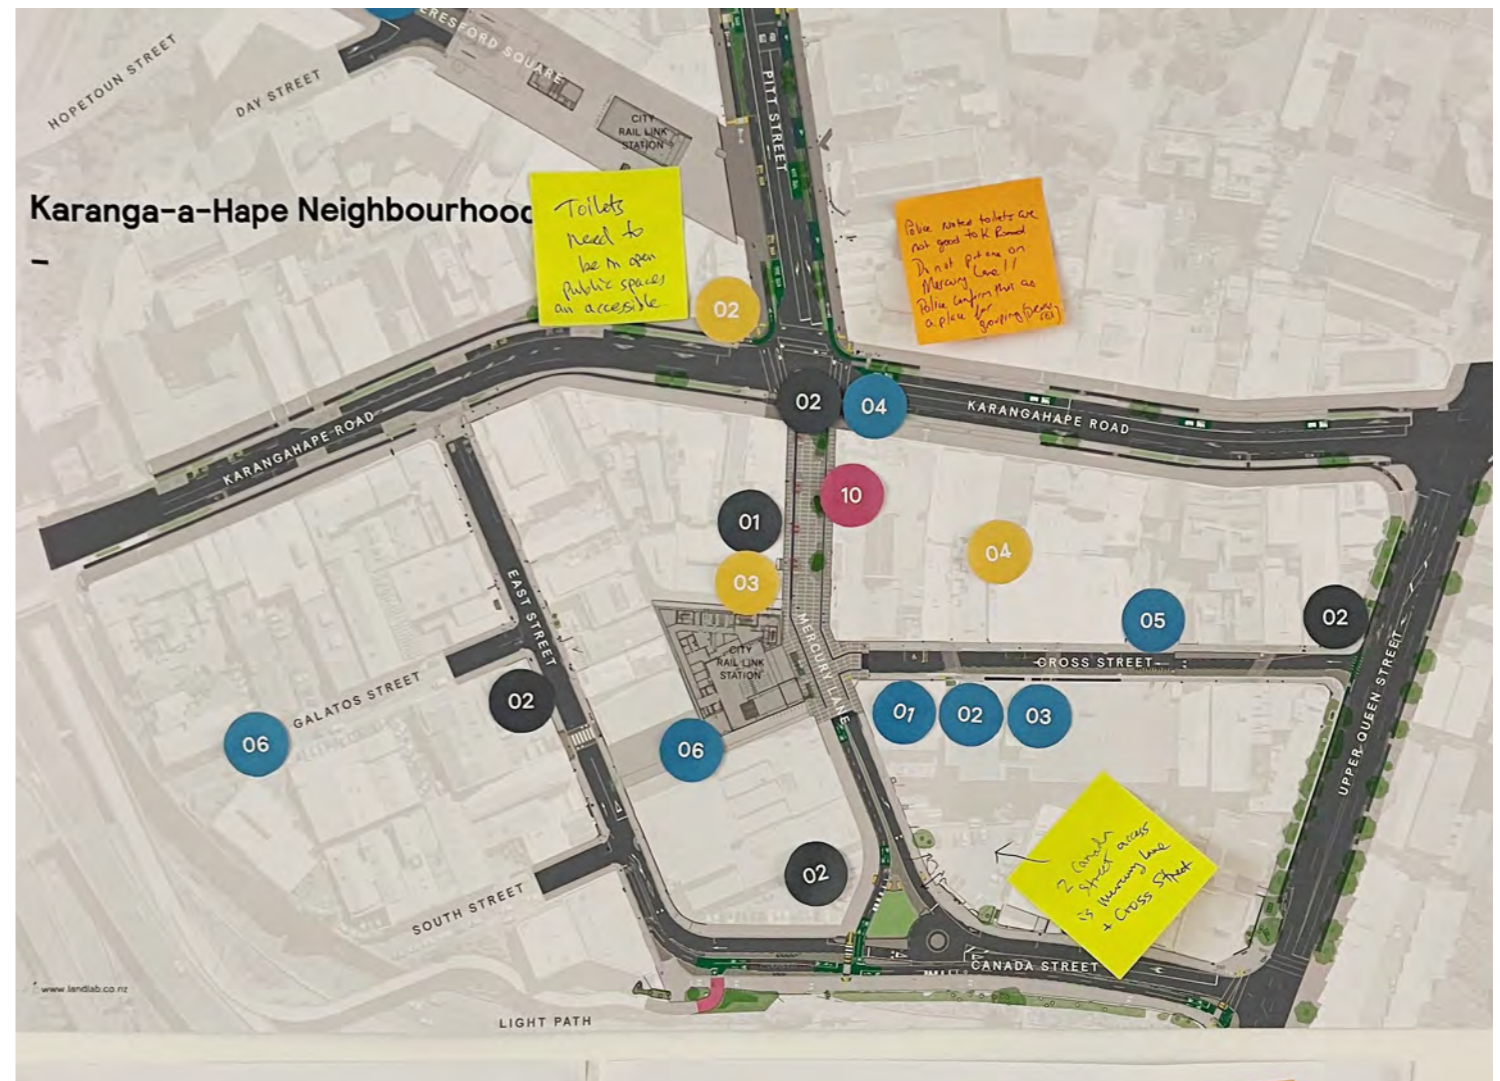 HOPETOUN STREET
DAY STREET
ERESFORD SQUARE
CITY
RAIL LINK
STATION
PITT STREET
Karanga-a-Hape Neighbourhood
–
Toilets
need to
be in open
public spaces
an accessible
Police noted toilets are
not good to K Road
Do not put one on
Mercury Lane!!
Police confirm this as
a place for
grouping
02
02
04
KARANGAHAPE ROAD
KARANGAHAPE ROAD
10
01
03
04
05
02
EAST STREET
MERCURY LANE
CITY
RAIL LINK
STATION
CROSS STREET
UPPER QUEEN STREET
GALATOS STREET
02
06
06
01
02
03
2 Canada
Street access
is Mercury Lane
+ Cross Street
02
SOUTH STREET
CANADA STREET
www.landlab.co.nz
LIGHT PATH